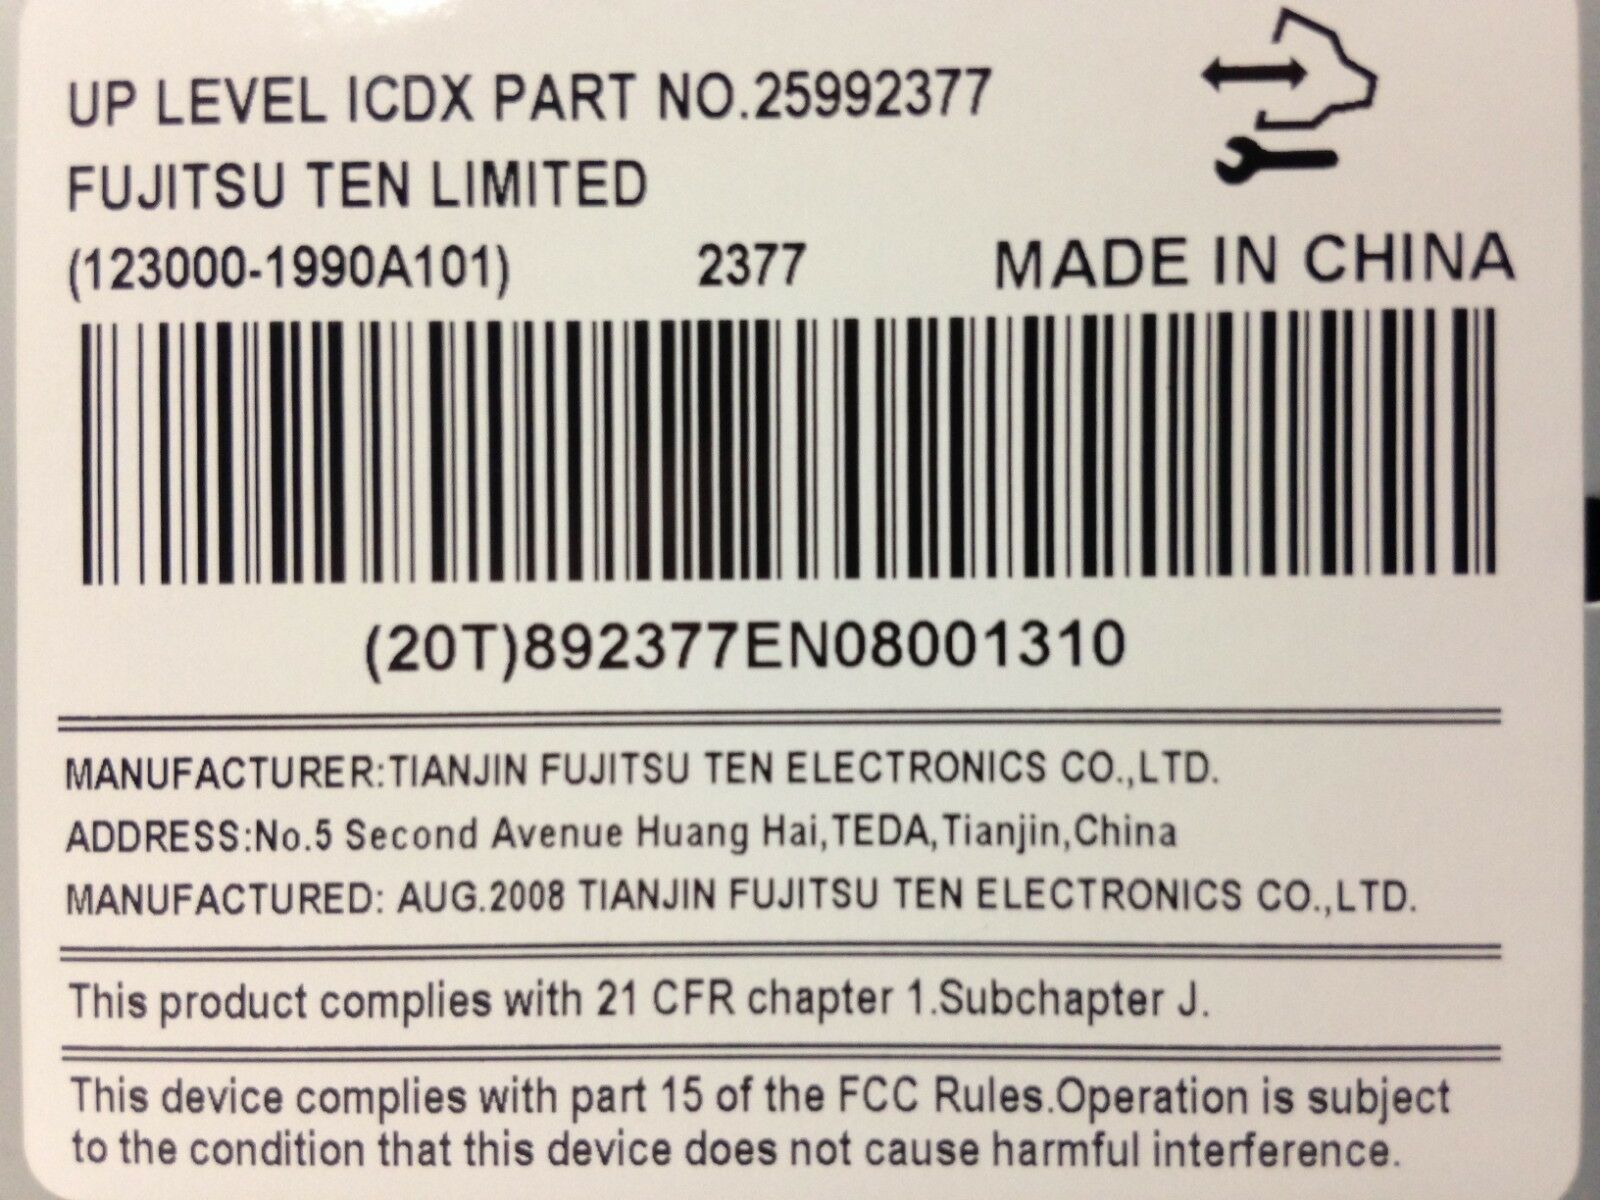 UP LEVEL ICDX PART NO.25992377
FUJITSU TEN LIMITED
(123000-1990A101) 2377 MADE IN CHINA
(20T)892377EN08001310
MANUFACTURER:TIANJIN FUJITSU TEN ELECTRONICS CO.,LTD.
ADDRESS:No.5 Second Avenue Huang Hai,TEDA,Tianjin,China
MANUFACTURED: AUG.2008 TIANJIN FUJITSU TEN ELECTRONICS CO.,LTD.
This product complies with 21 CFR chapter 1.Subchapter J.
This device complies with part 15 of the FCC Rules.Operation is subject
to the condition that this device does not cause harmful interference.